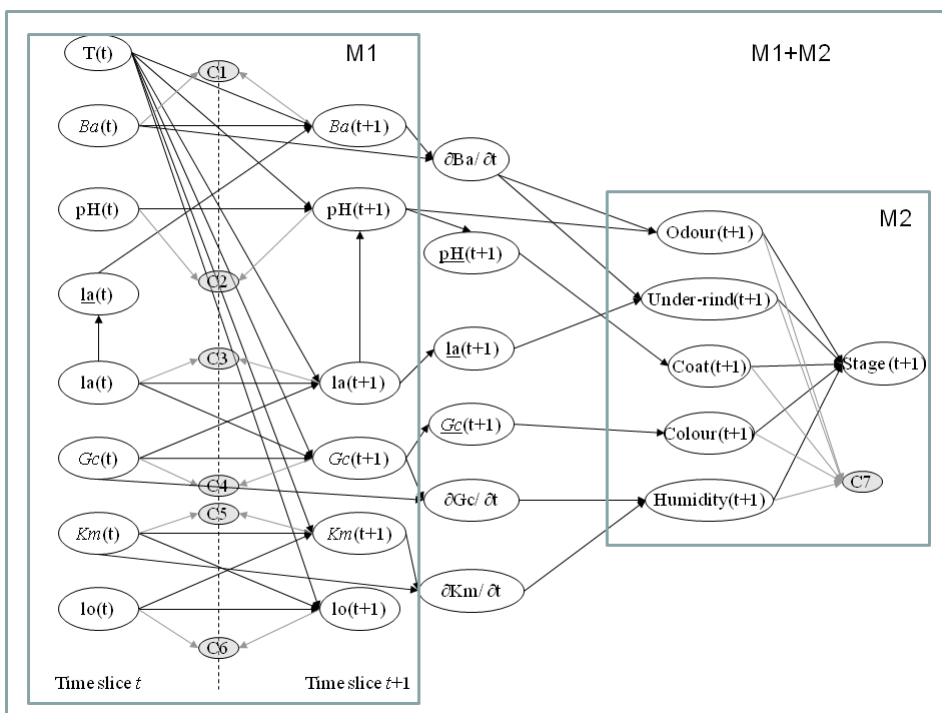 T(t)
M1
M1+M2
C1
Ba(t)
Ba(t+1)
∂Ba/∂t
pH(t)
pH(t+1)
M2
Odour(t+1)
pH(t+1)
la(t)
C2
Under-rind(t+1)
la(t+1)
C3
la(t)
la(t+1)
Coat(t+1)
Stage(t+1)
Gc(t+1)
Colour(t+1)
Gc(t)
Gc(t+1)
C4
C7
∂Gc/∂t
Humidity(t+1)
C5
Km(t)
Km(t+1)
∂Km/∂t
lo(t)
lo(t+1)
C6
Time slice t
Time slice t+1